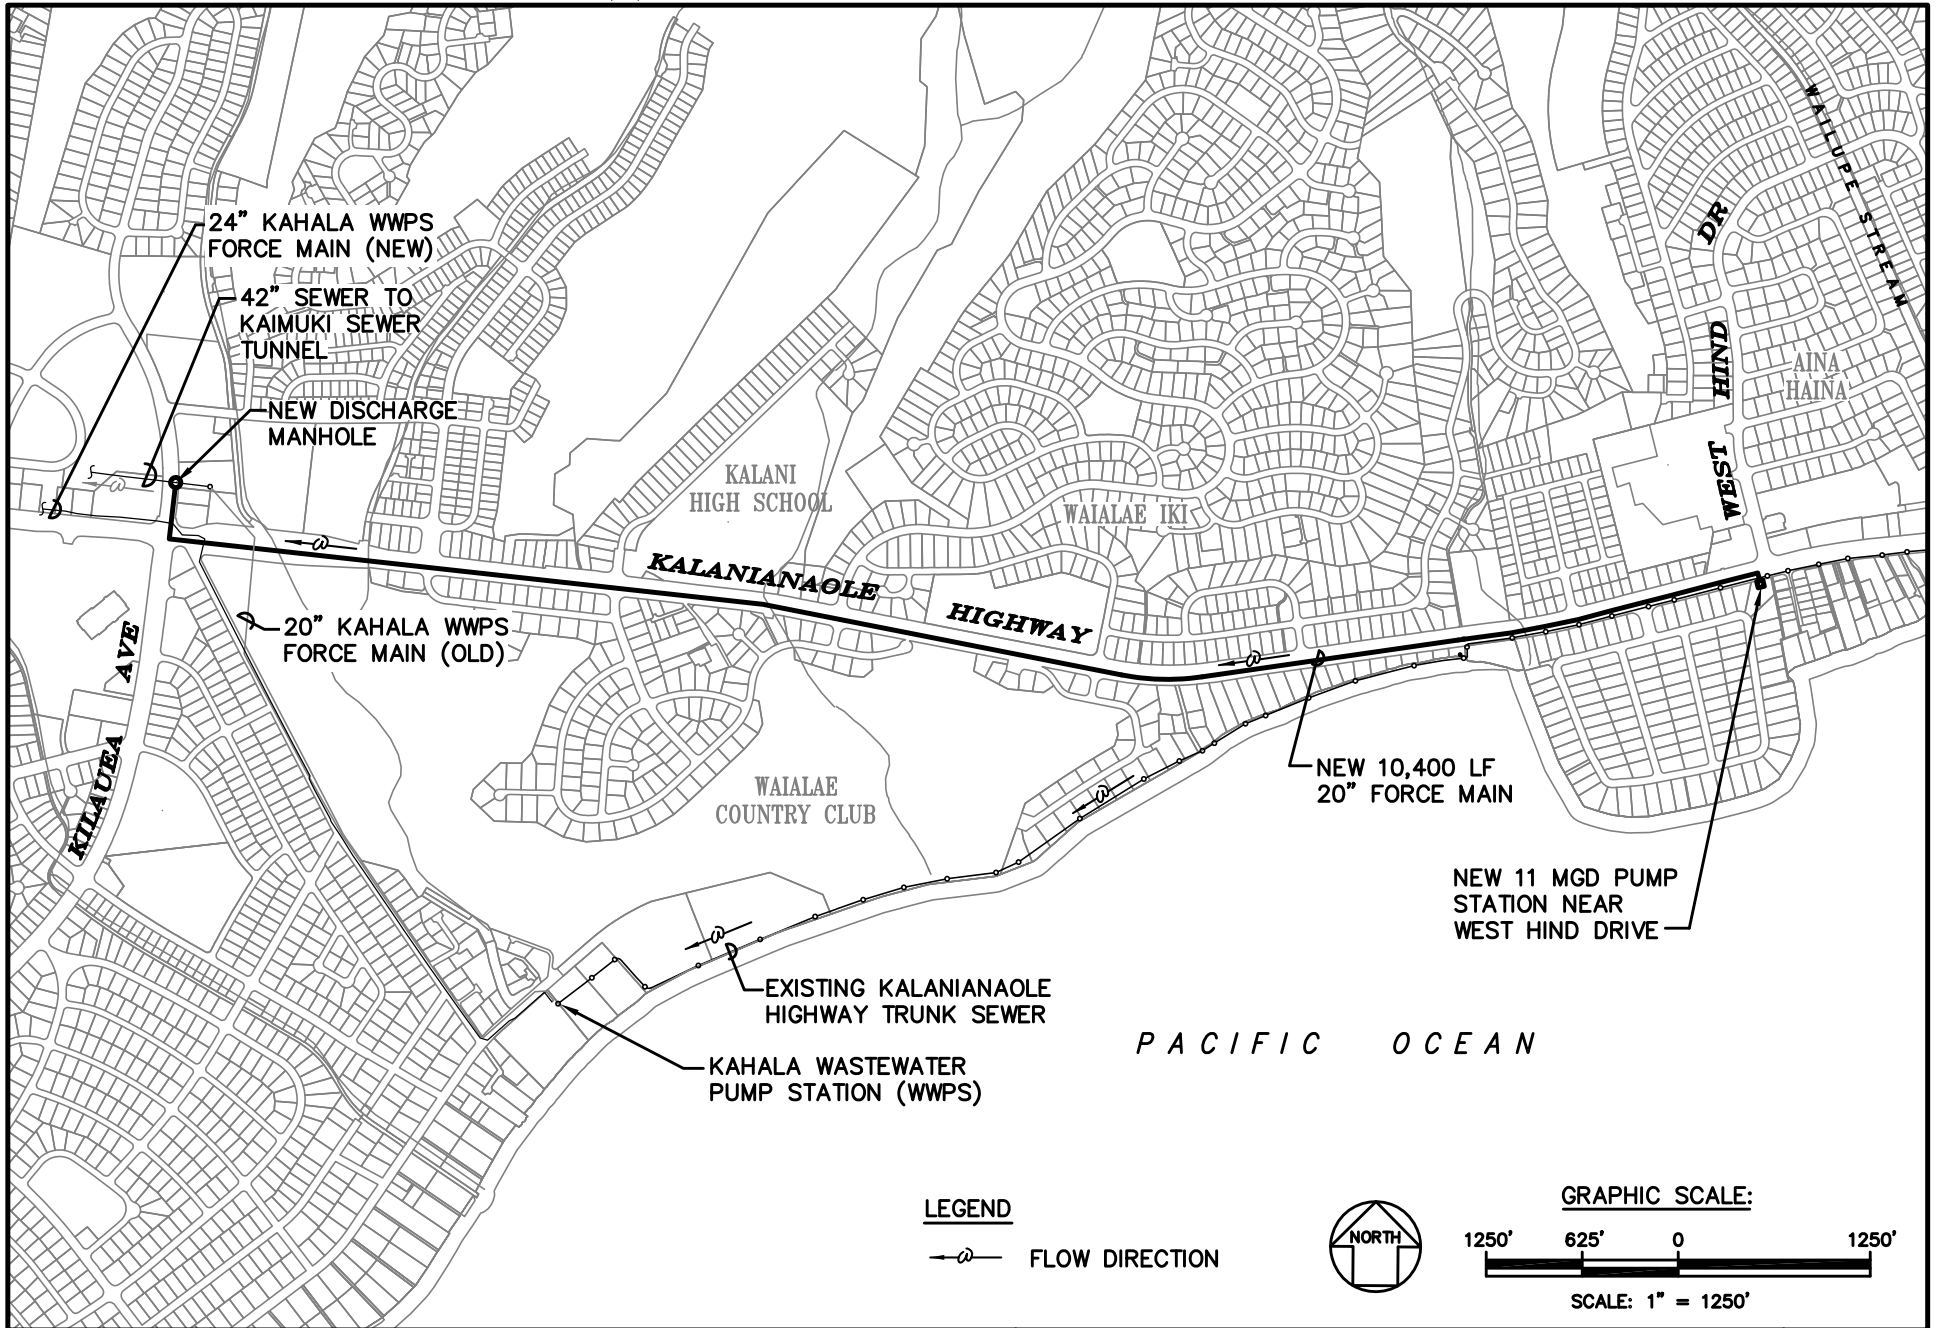 24" KAHALA WWPS
FORCE MAIN (NEW)
42" SEWER TO
KAIMUKI SEWER
TUNNEL
NEW DISCHARGE
MANHOLE
20" KAHALA WWPS
FORCE MAIN (OLD)
KILAUEA AVE
KALANI
HIGH SCHOOL
KALANIANAOLE HIGHWAY
WAIALAE IKI
WAIALAE
COUNTRY CLUB
WEST HIND DR
AINA
HAINA
WAILUPE STREAM
NEW 10,400 LF
20" FORCE MAIN
NEW 11 MGD PUMP
STATION NEAR
WEST HIND DRIVE
EXISTING KALANIANAOLE
HIGHWAY TRUNK SEWER
KAHALA WASTEWATER
PUMP STATION (WWPS)
PACIFIC OCEAN
LEGEND
FLOW DIRECTION
NORTH
GRAPHIC SCALE:
1250' 625' 0 1250'
SCALE: 1" = 1250'